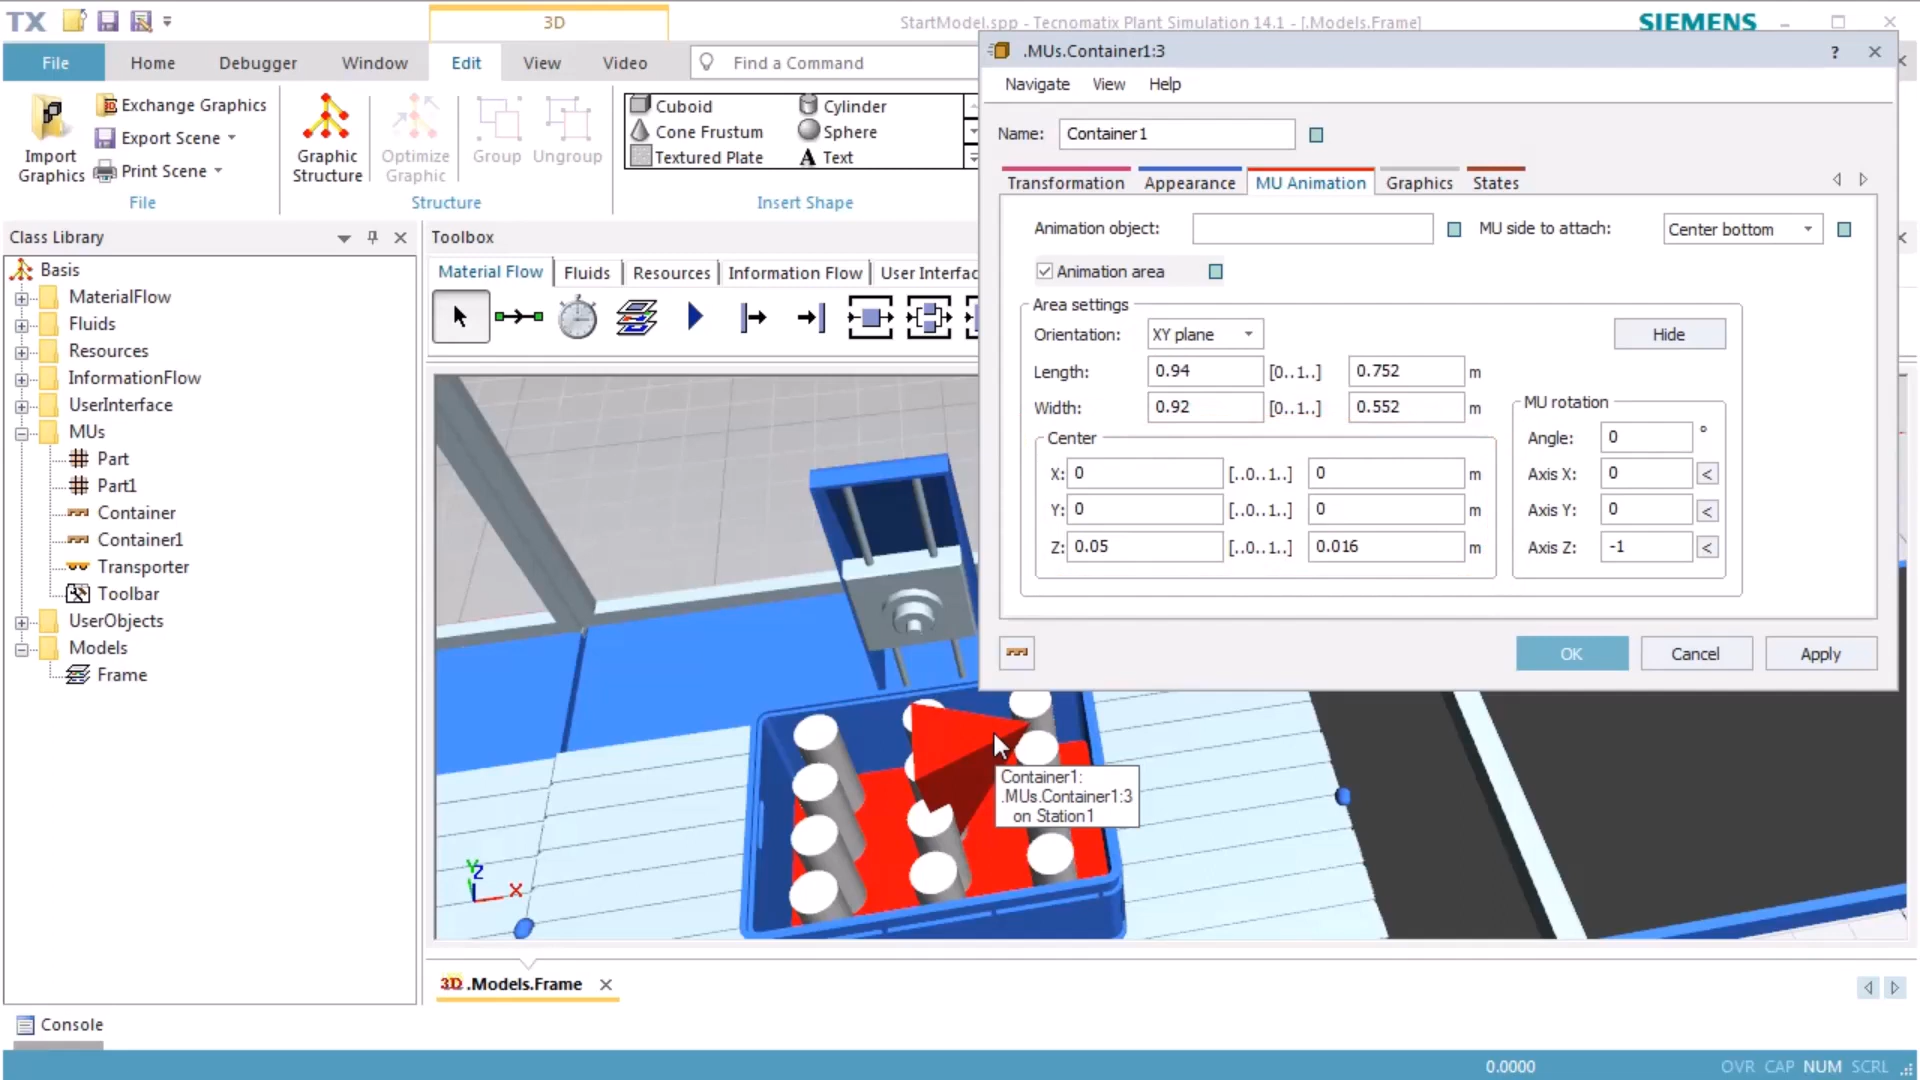 TX
3D
StartModel.spp - Tecnomatix Plant Simulation 14.1 - [.Models.Frame]
SIEMENS
File
Home
Debugger
Window
Edit
View
Video
Find a Command
Import Graphics
Exchange Graphics
Export Scene
Print Scene
File
Graphic Structure
Optimize Graphic
Group
Ungroup
Structure
Cuboid
Cylinder
Cone Frustum
Sphere
Textured Plate
A Text
Insert Shape
.MUs.Container1:3
?
Navigate
View
Help
Name:
Container1
Transformation
Appearance
MU Animation
Graphics
States
Animation object:
MU side to attach:
Center bottom
Animation area
Area settings
Orientation:
XY plane
Hide
Length:
0.94
[0..1..]
0.752
m
Width:
0.92
[0..1..]
0.552
m
Center
X:
0
[..0..1..]
0
m
Y:
0
[..0..1..]
0
m
Z:
0.05
[..0..1..]
0.016
m
MU rotation
Angle:
0
°
Axis X:
0
<
Axis Y:
0
<
Axis Z:
-1
<
OK
Cancel
Apply
Class Library
Basis
MaterialFlow
Fluids
Resources
InformationFlow
UserInterface
MUs
Part
Part1
Container
Container1
Transporter
Toolbar
UserObjects
Models
Frame
Toolbox
Material Flow
Fluids
Resources
Information Flow
User Interfac
Container1:
.MUs.Container1:3
on Station1
Y
Z
X
3D .Models.Frame
Console
0.0000
OVR CAP NUM SCRL